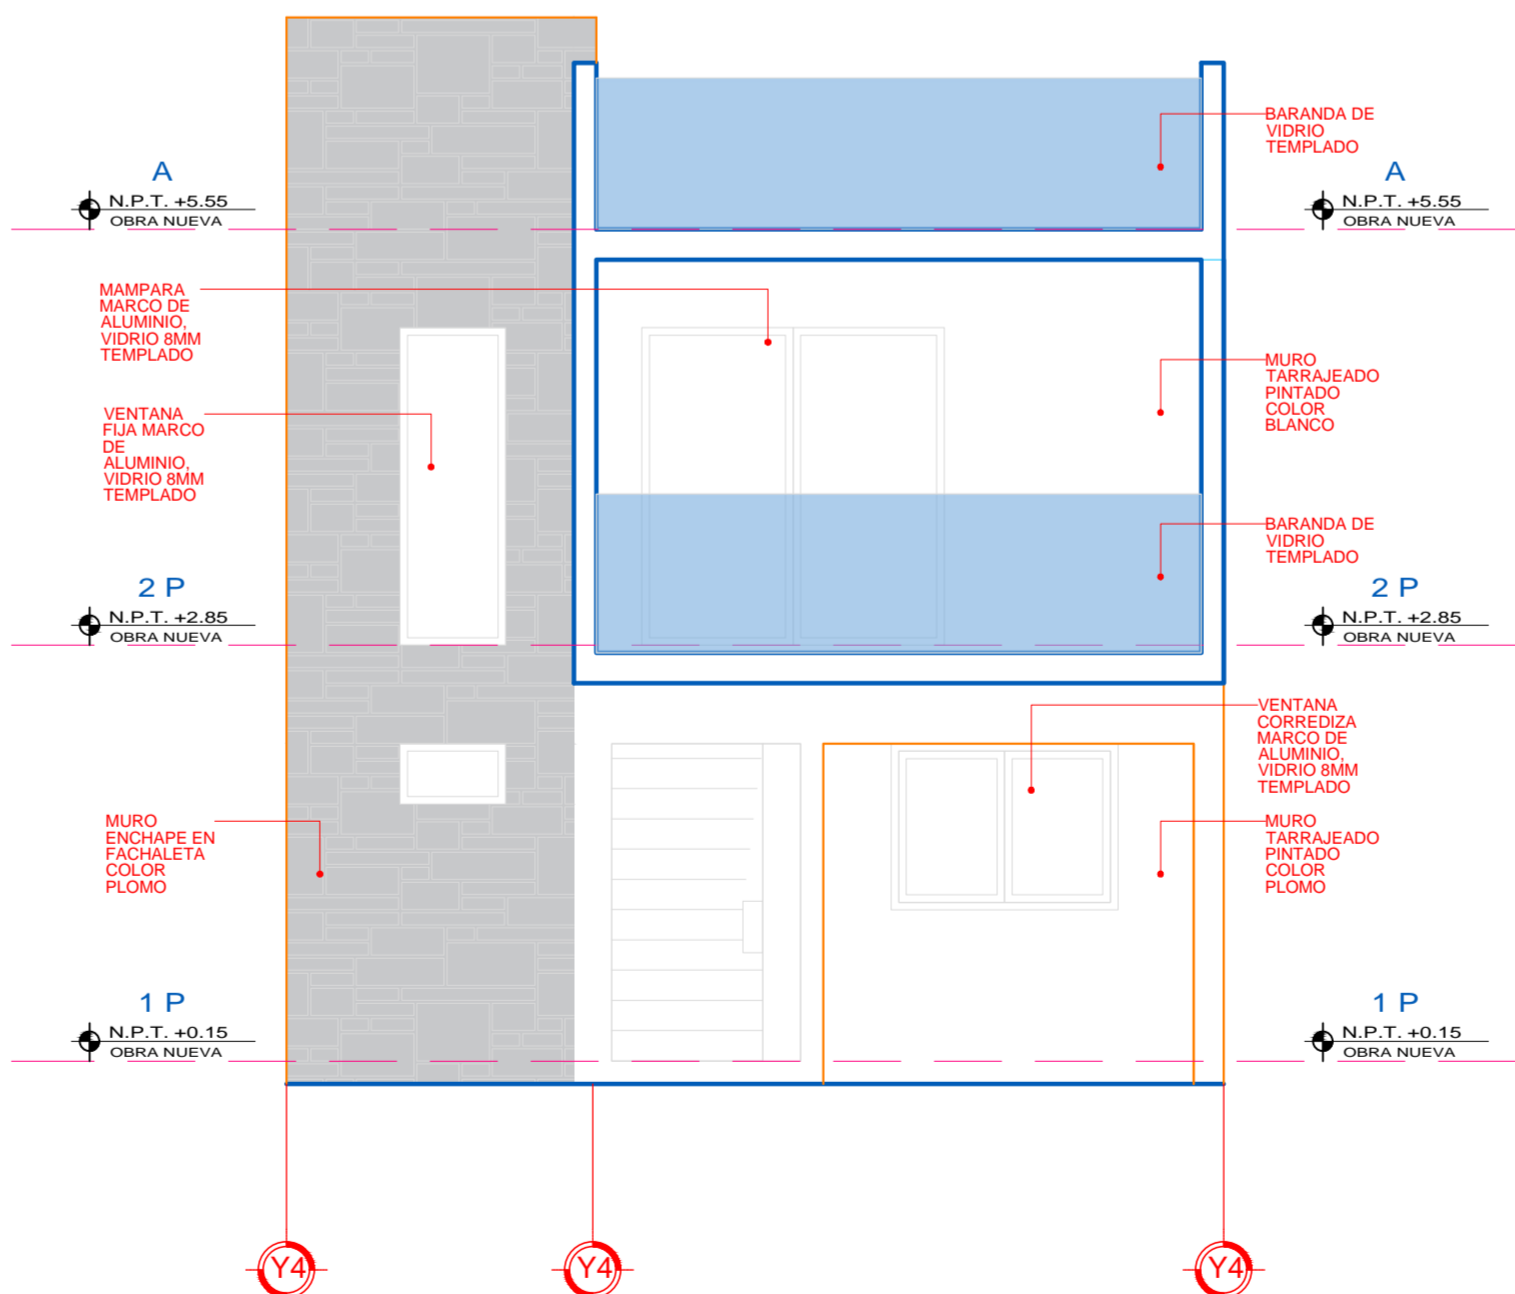 BARANDA DE
VIDRIO
TEMPLADO
A
N.P.T. +5.55
OBRA NUEVA
A
N.P.T. +5.55
OBRA NUEVA
MAMPARA
MARCO DE
ALUMINIO,
VIDRIO 8MM
TEMPLADO
MURO
TARRAJEADO
PINTADO
COLOR
BLANCO
VENTANA
FIJA MARCO
DE
ALUMINIO,
VIDRIO 8MM
TEMPLADO
BARANDA DE
VIDRIO
TEMPLADO
2 P
N.P.T. +2.85
OBRA NUEVA
2 P
N.P.T. +2.85
OBRA NUEVA
VENTANA
CORREDIZA
MARCO DE
ALUMINIO,
VIDRIO 8MM
TEMPLADO
MURO
ENCHAPE EN
FACHALETA
COLOR
PLOMO
MURO
TARRAJEADO
PINTADO
COLOR
PLOMO
1 P
N.P.T. +0.15
OBRA NUEVA
1 P
N.P.T. +0.15
OBRA NUEVA
Y4
Y4
Y4